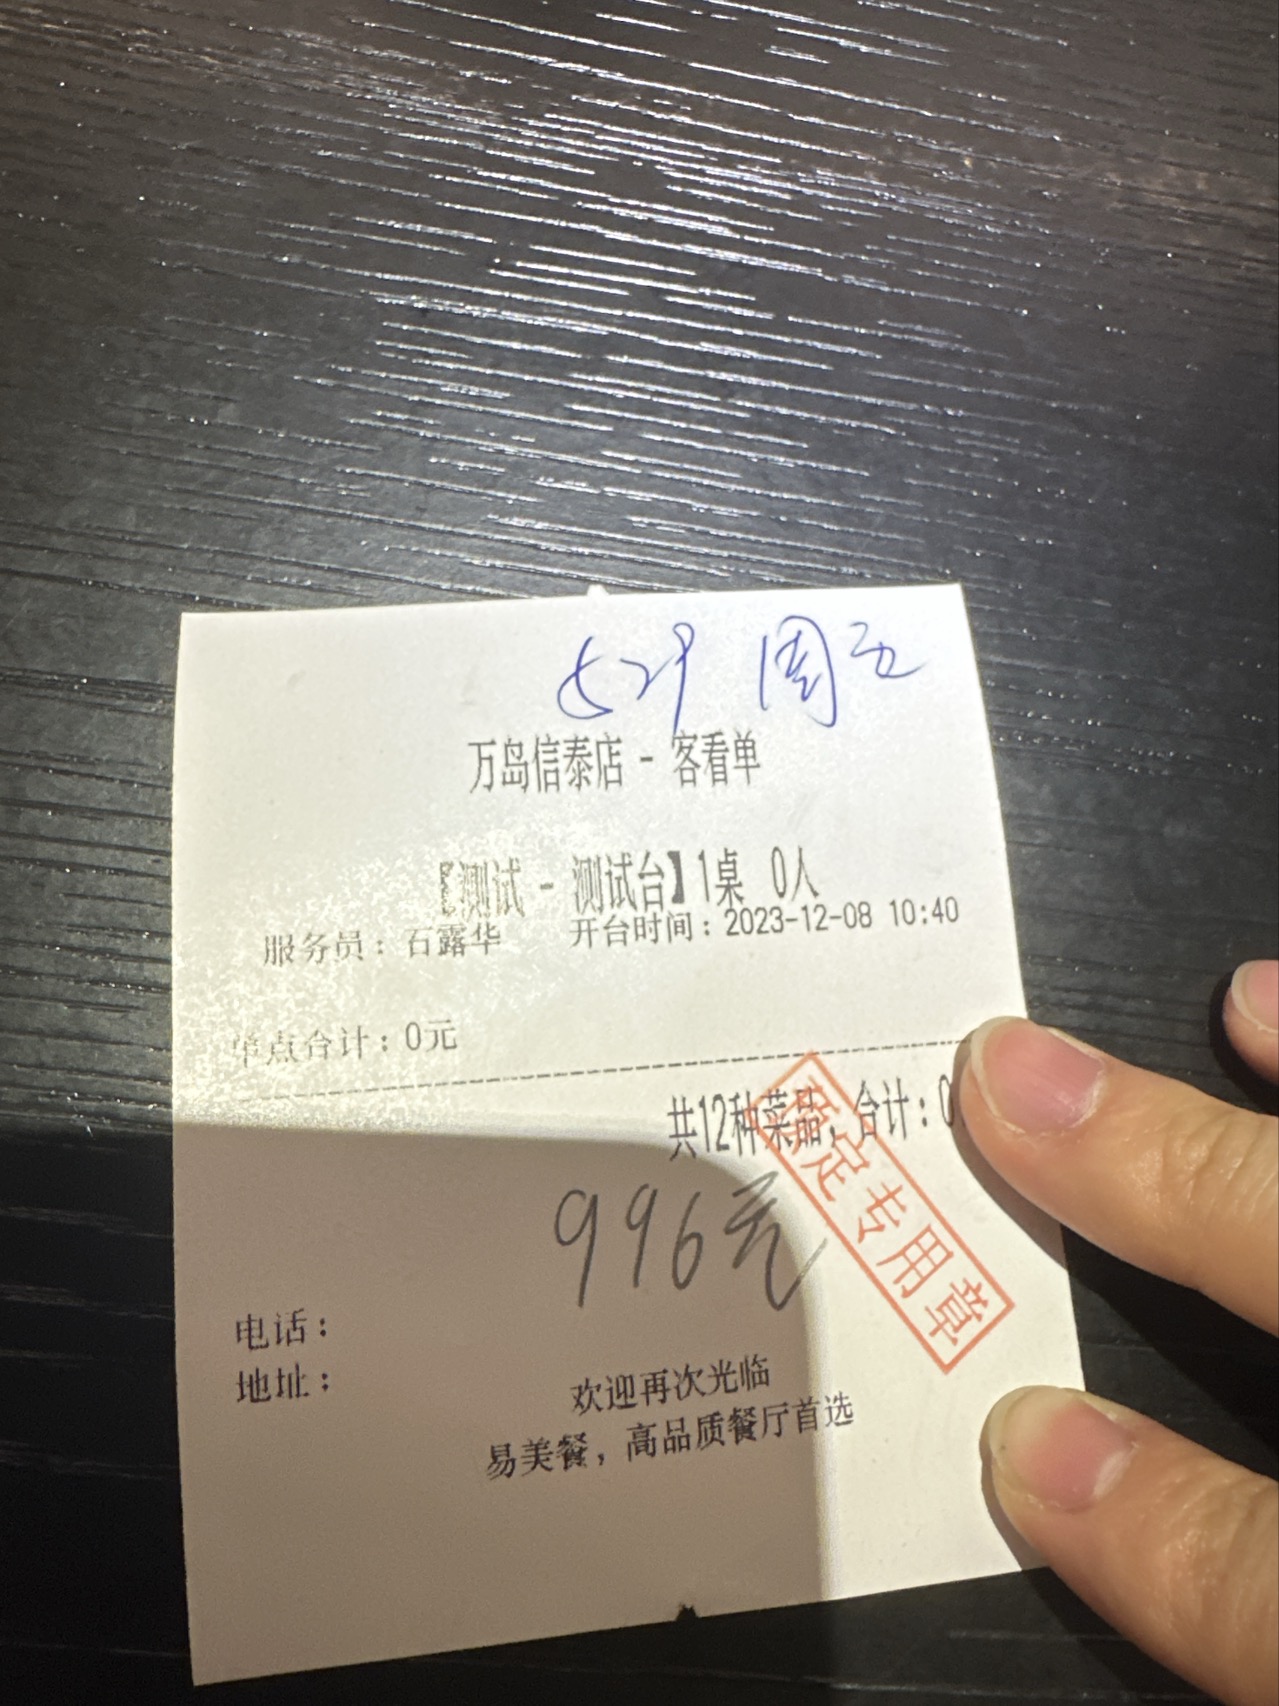 周五
万岛信泰店 - 客看单
【测试 - 测试台】1桌 0人
服务员：石露华 开台时间：2023-12-08 10:40
单点合计：0元
共12种菜品，合计：0
定专用章
996元
电话：
地址：
欢迎再次光临
易美餐，高品质餐厅首选